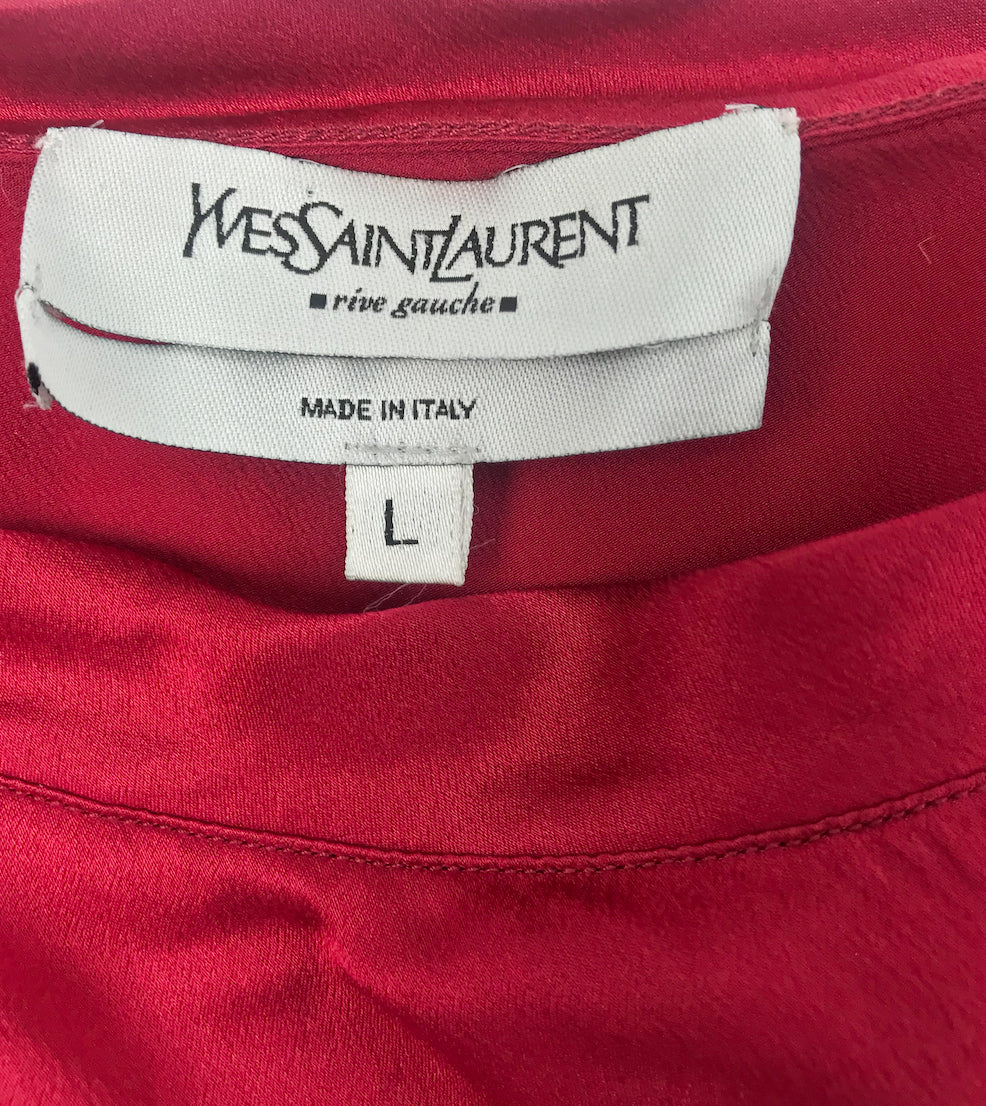 YVESSAINTLAURENT
▪rive gauche▪
MADE IN ITALY
L